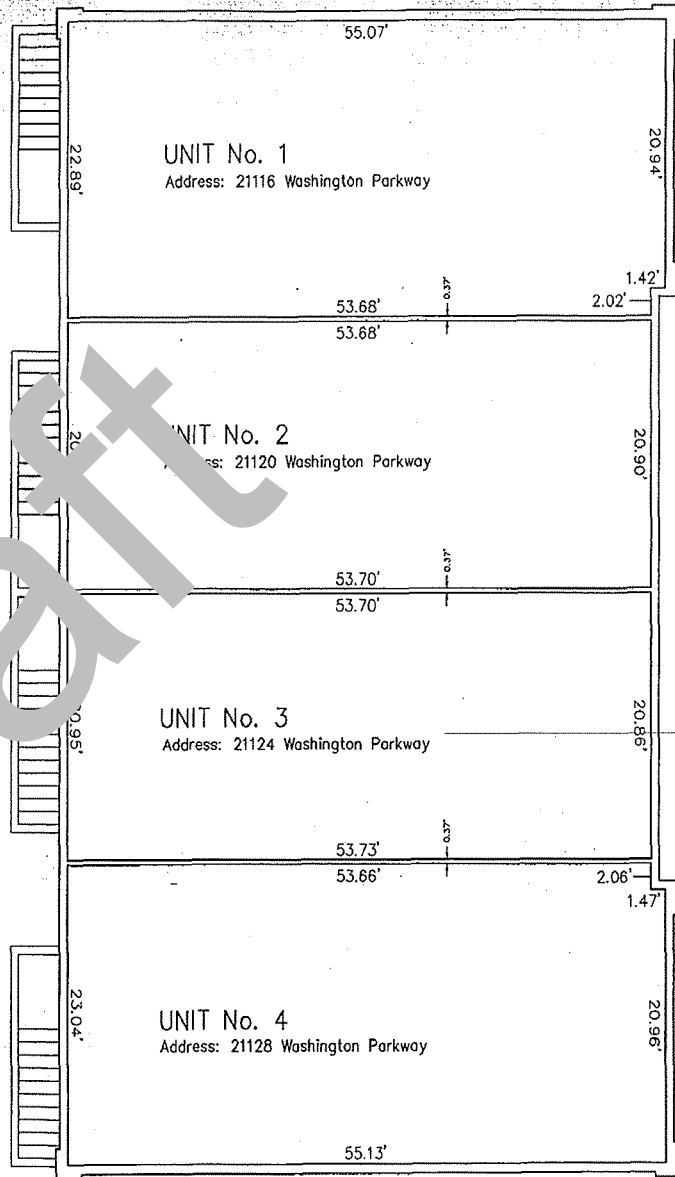 55.07'
UNIT No. 1
Address: 21116 Washington Parkway
22.89'
20.94'
1.42'
2.02'
53.68'
0.37'
53.68'
UNIT No. 2
21120 Washington Parkway
20.90'
53.70'
0.37'
53.70'
UNIT No. 3
Address: 21124 Washington Parkway
20.95'
20.86'
53.73'
0.37'
53.66'
2.06'
1.47'
UNIT No. 4
Address: 21128 Washington Parkway
23.04'
20.96'
55.13'